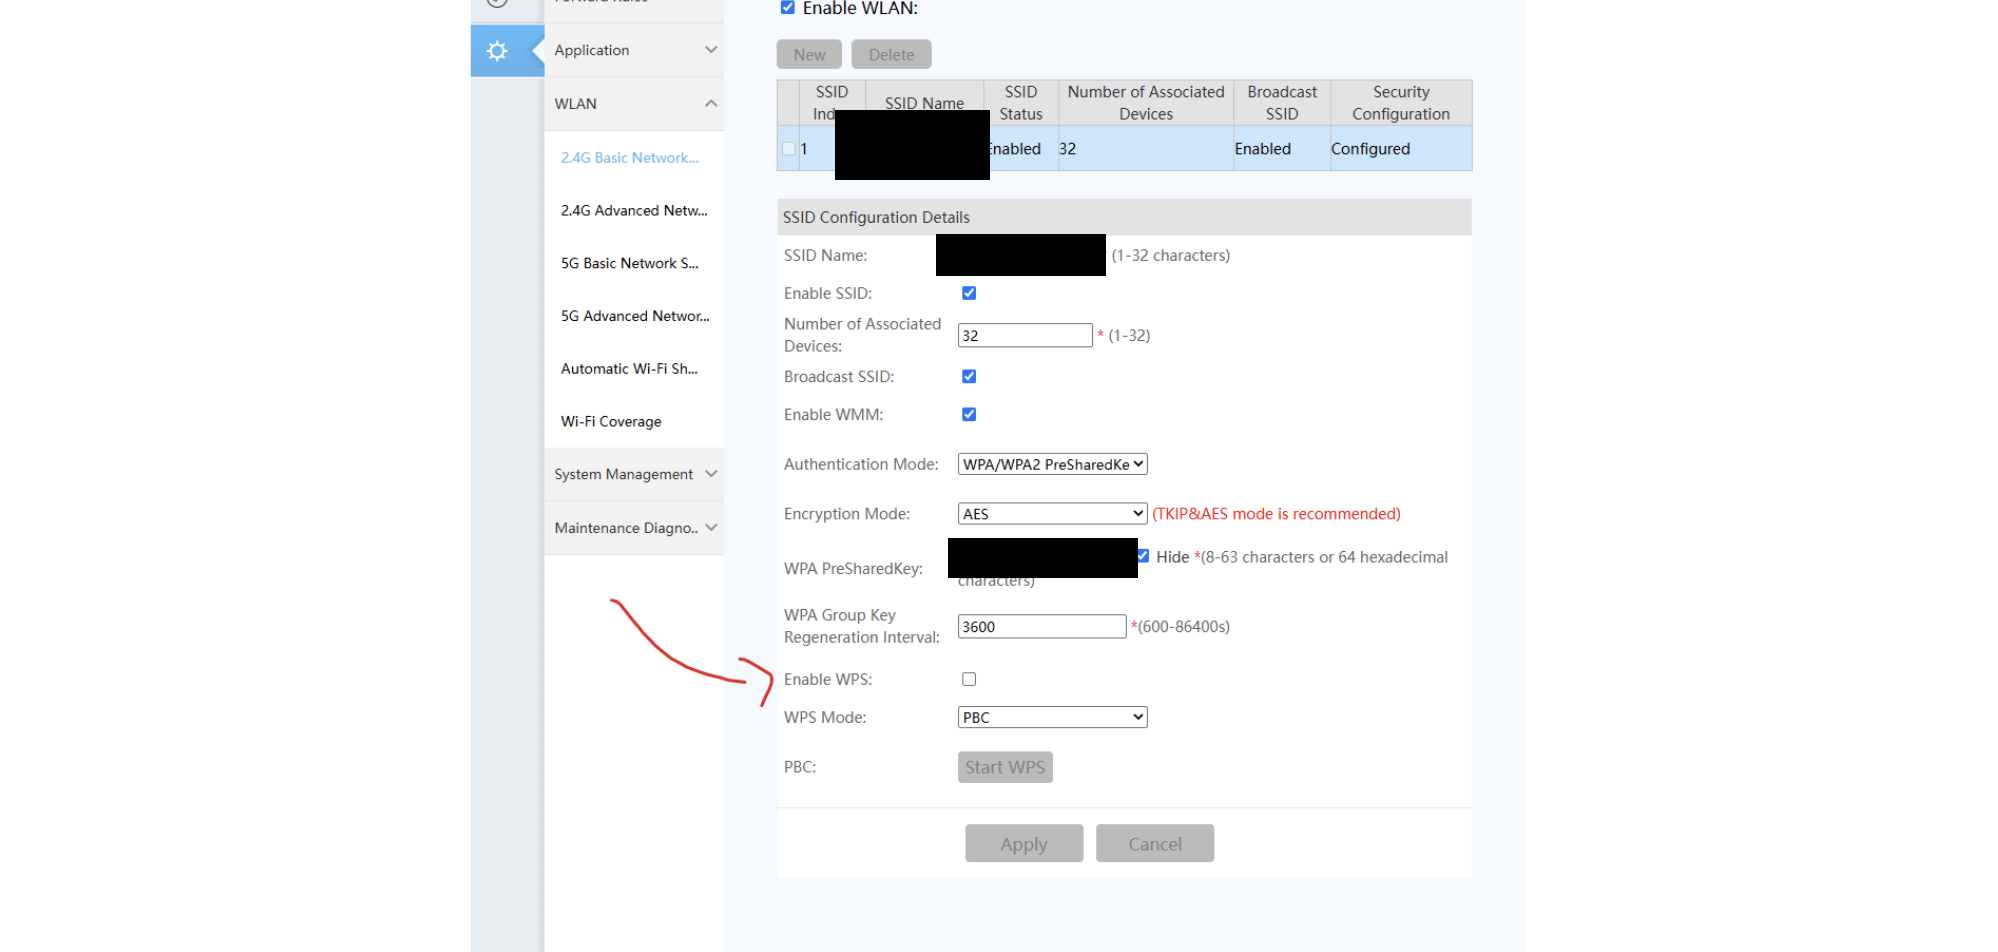 Enable WLAN:
New Delete
SSID SSID Number of Associated Broadcast Security
SSID Name
Ind Status Devices SSID Configuration
1 Enabled 32 Enabled Configured
Application
WLAN
2.4G Basic Network...
2.4G Advanced Netw...
5G Basic Network S...
5G Advanced Networ...
Automatic Wi-Fi Sh...
Wi-Fi Coverage
System Management
Maintenance Diagno..
SSID Configuration Details
SSID Name: (1-32 characters)
Enable SSID:
Number of Associated
Devices: 32 * (1-32)
Broadcast SSID:
Enable WMM:
Authentication Mode: WPA/WPA2 PreSharedKe
Encryption Mode: AES (TKIP&AES mode is recommended)
WPA PreSharedKey: Hide *(8-63 characters or 64 hexadecimal
characters)
WPA Group Key
Regeneration Interval: 3600 *(600-86400s)
Enable WPS:
WPS Mode: PBC
PBC: Start WPS
Apply Cancel